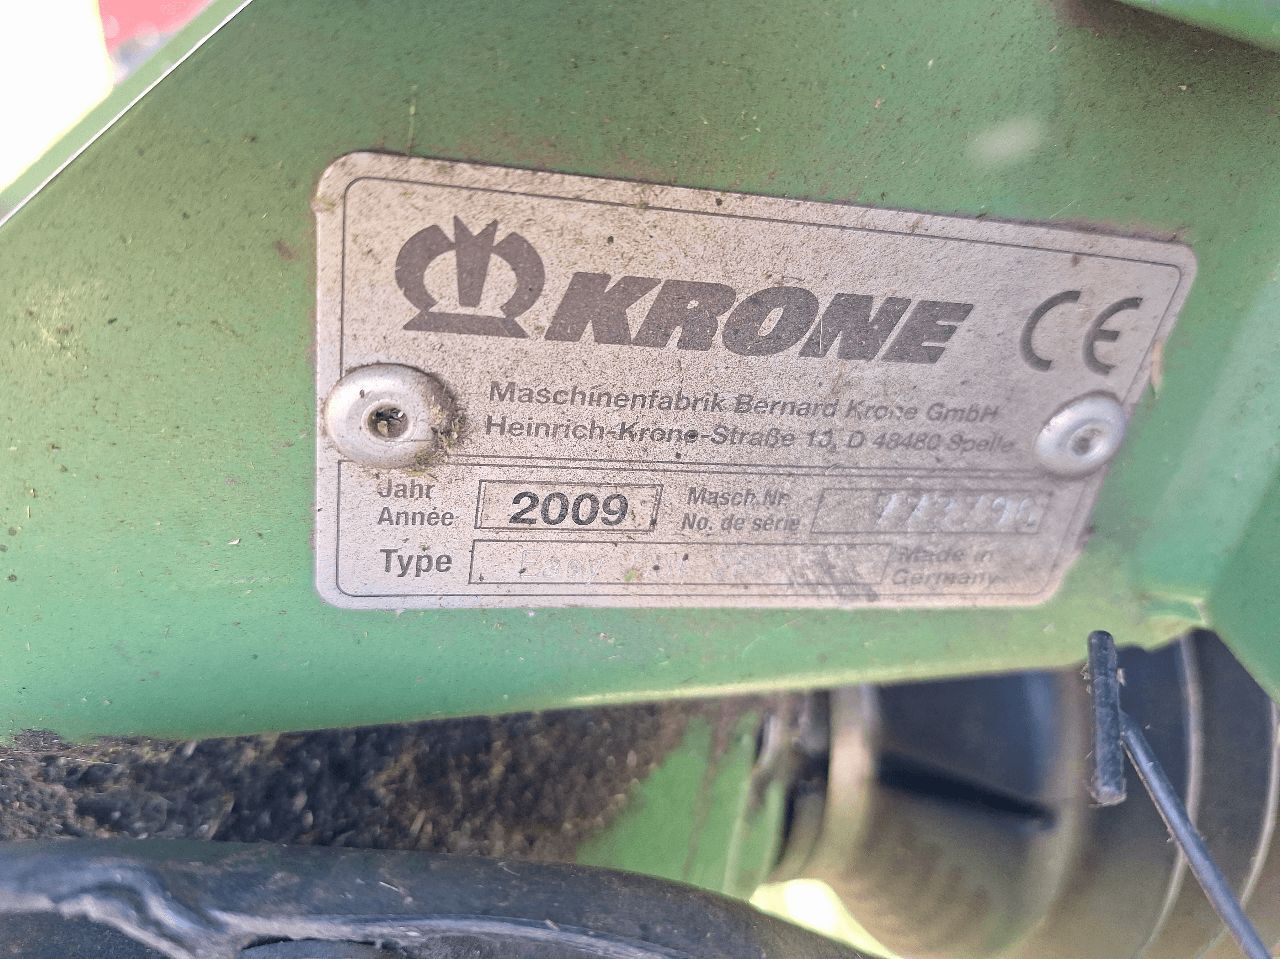 KRONE CE
Maschinenfabrik Bernard Krone GmbH
Heinrich-Krone-Straße 10, D 48480 Spelle
Jahr
Année
2009
Masch.Nr.
No. de série
Type
Made in
Germany